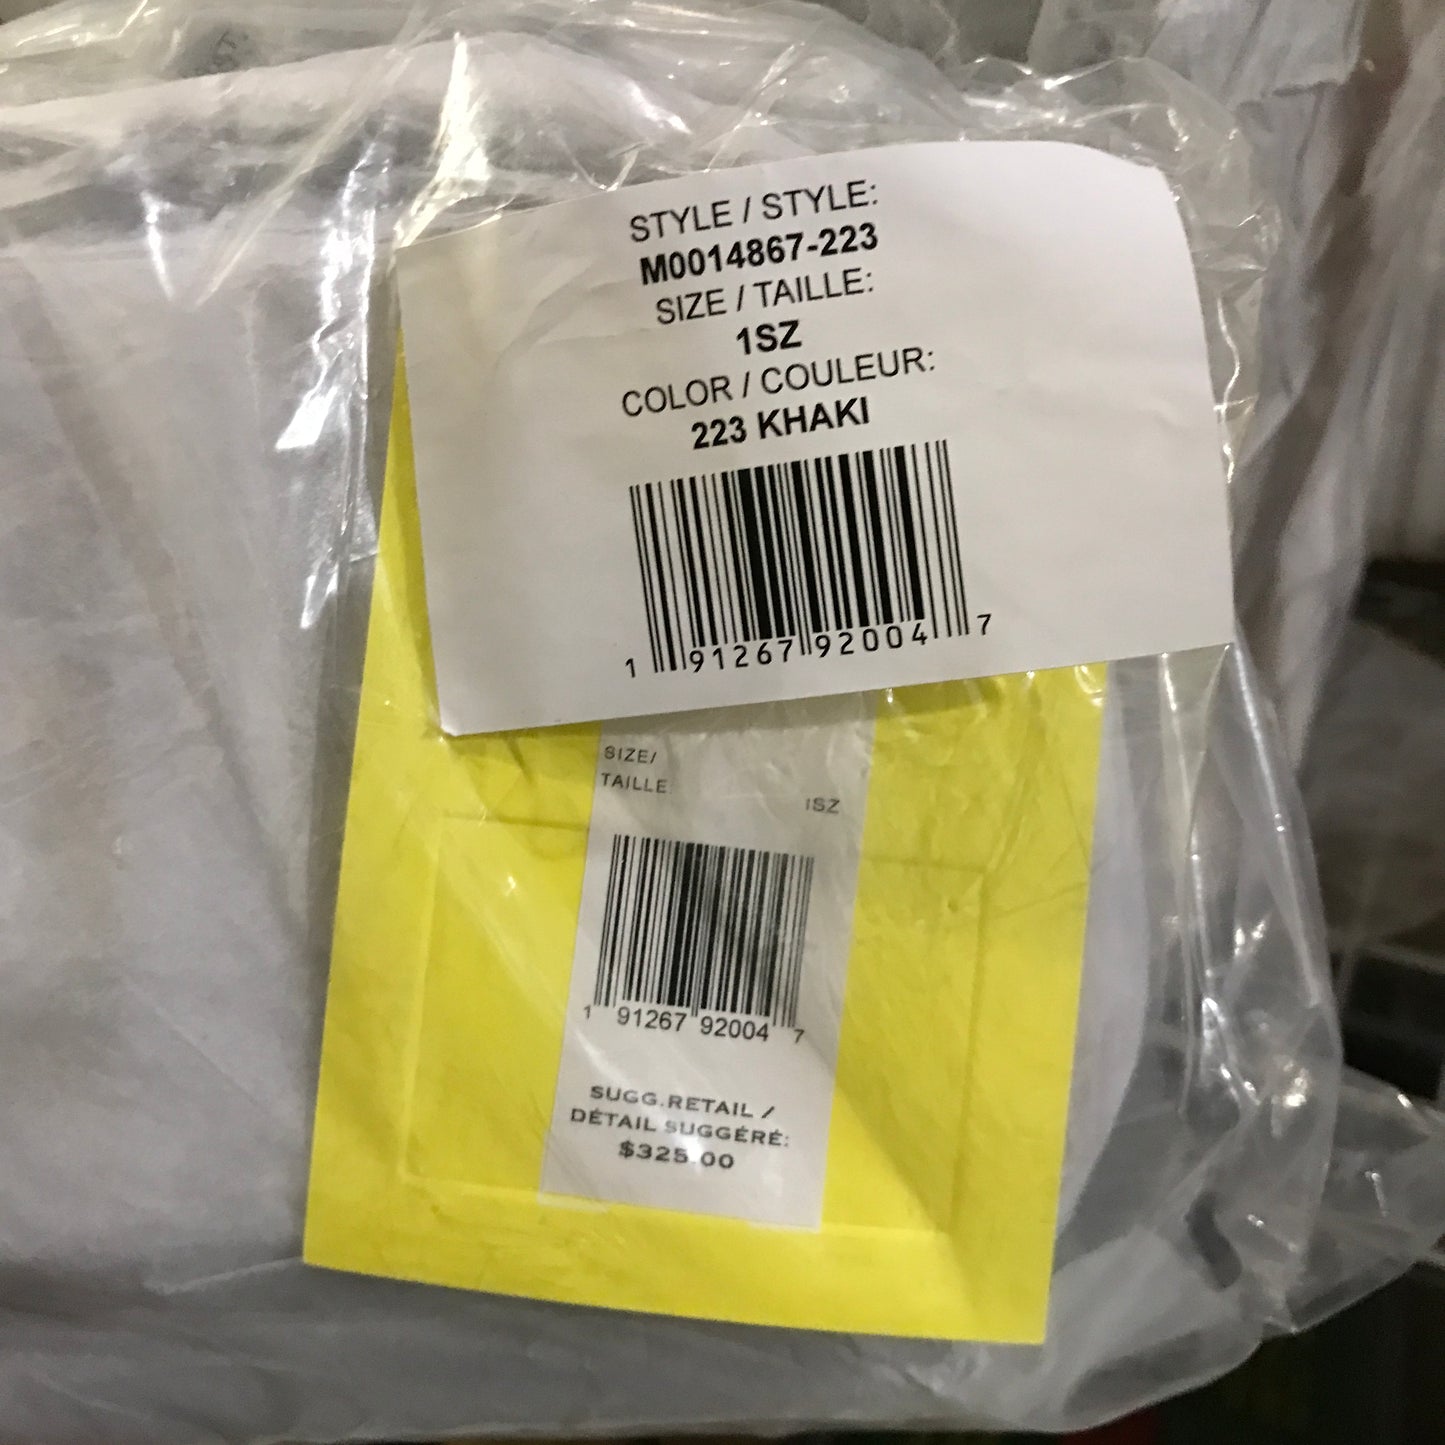 STYLE / STYLE:
M0014867-223
SIZE / TAILLE:
1SZ
COLOR / COULEUR:
223 KHAKI
1 91267 92004 7
SIZE/
TAILLE
1SZ
1 91267 92004 7
SUGG.RETAIL /
DÉTAIL SUGGÉRÉ:
$325.00